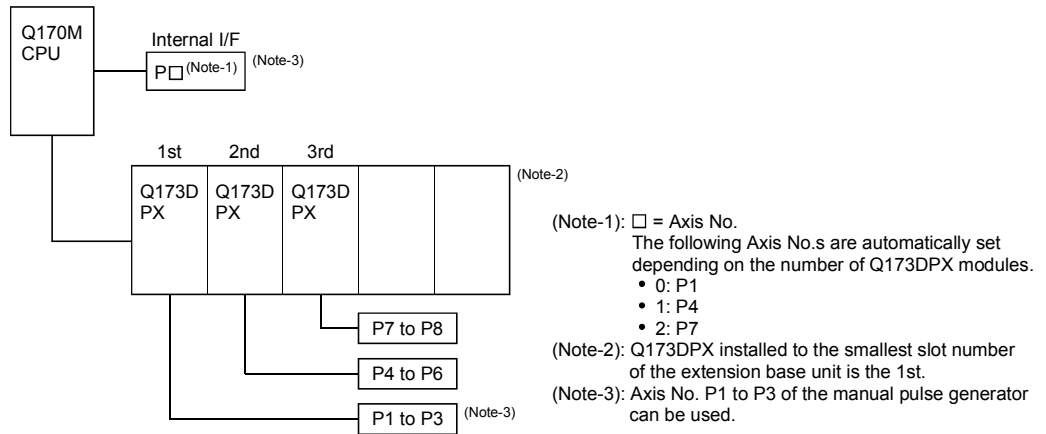 Q170M
CPU
Internal I/F
P□(Note-1)
(Note-3)
1st
2nd
3rd
(Note-2)
Q173D
PX
Q173D
PX
Q173D
PX
P7 to P8
P4 to P6
P1 to P3
(Note-3)
(Note-1): □ = Axis No.
The following Axis No.s are automatically set
depending on the number of Q173DPX modules.
• 0: P1
• 1: P4
• 2: P7
(Note-2): Q173DPX installed to the smallest slot number
of the extension base unit is the 1st.
(Note-3): Axis No. P1 to P3 of the manual pulse generator
can be used.